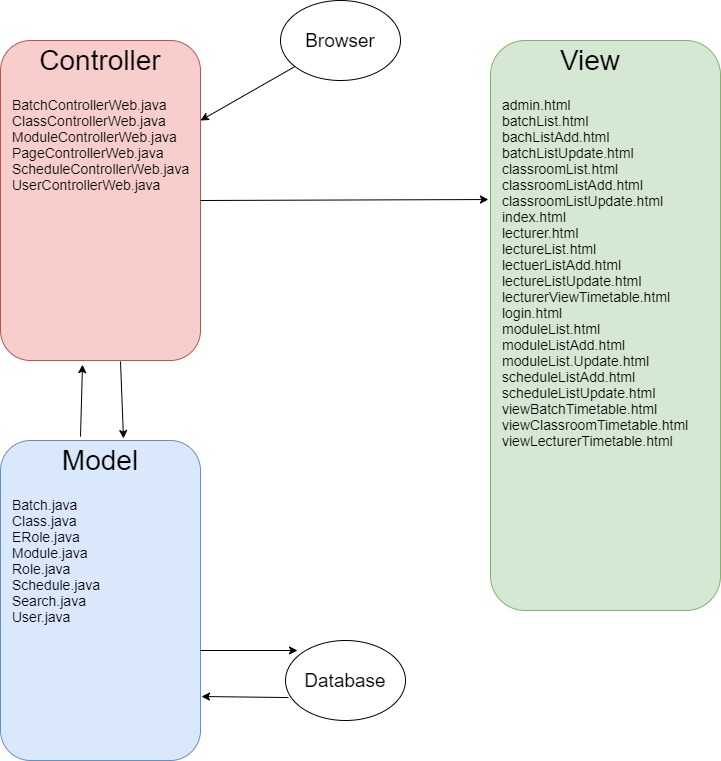 Browser
Controller
BatchControllerWeb.java
ClassControllerWeb.java
ModuleControllerWeb.java
PageControllerWeb.java
ScheduleControllerWeb.java
UserControllerWeb.java
View
admin.html
batchList.html
bachListAdd.html
batchListUpdate.html
classroomList.html
classroomListAdd.html
classroomListUpdate.html
index.html
lecturer.html
lectureList.html
lectuerListAdd.html
lectureListUpdate.html
lecturerViewTimetable.html
login.html
moduleList.html
moduleListAdd.html
moduleList.Update.html
scheduleListAdd.html
scheduleListUpdate.html
viewBatchTimetable.html
viewClassroomTimetable.html
viewLecturerTimetable.html
Model
Batch.java
Class.java
ERole.java
Module.java
Role.java
Schedule.java
Search.java
User.java
Database